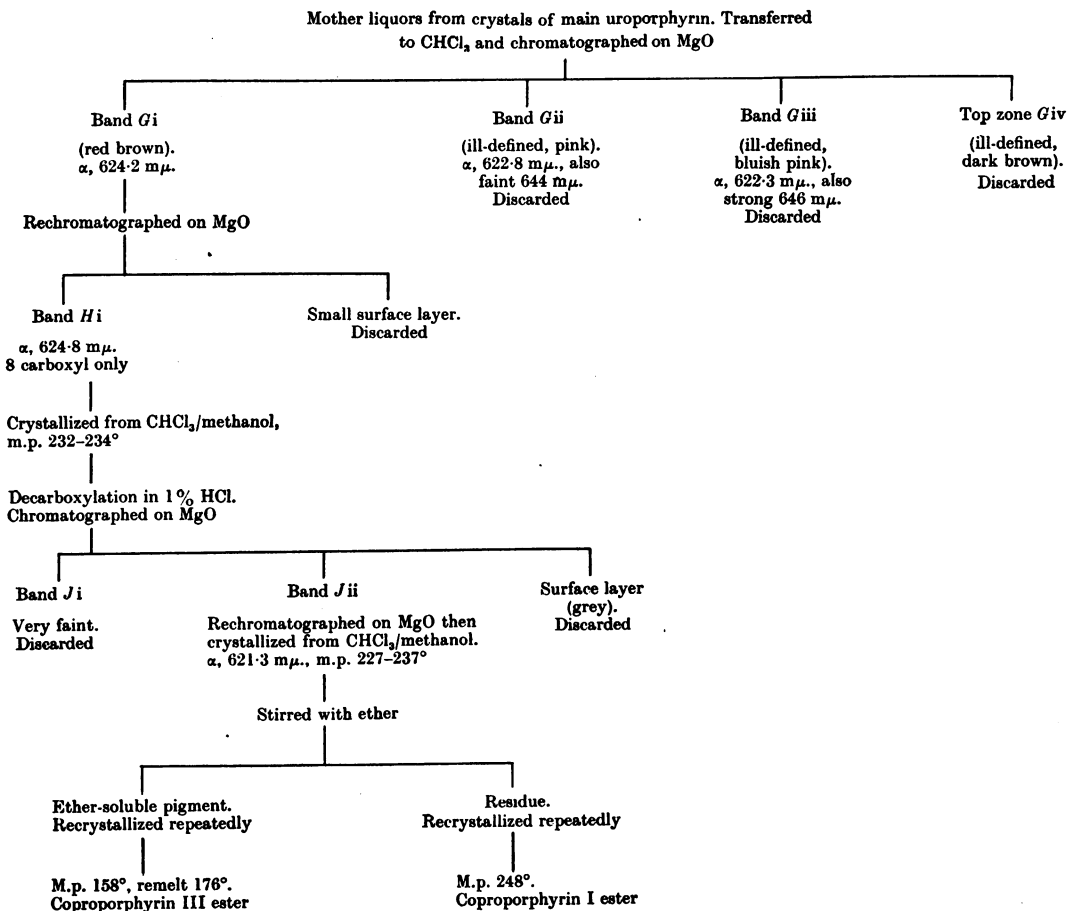 Mother liquors from crystals of main uroporphyrin. Transferred
to CHCl₃ and chromatographed on MgO
Band Gi
(red brown).
α, 624·2 mμ.
Band Gii
(ill-defined, pink).
α, 622·8 mμ., also
faint 644 mμ.
Discarded
Band Giii
(ill-defined,
bluish pink).
α, 622·3 mμ., also
strong 646 mμ.
Discarded
Top zone Giv
(ill-defined,
dark brown).
Discarded
Rechromatographed on MgO
Band Hi
α, 624·8 mμ.
8 carboxyl only
Small surface layer.
Discarded
Crystallized from CHCl₃/methanol,
m.p. 232–234°
Decarboxylation in 1% HCl.
Chromatographed on MgO
Band Ji
Very faint.
Discarded
Band Jii
Rechromatographed on MgO then
crystallized from CHCl₃/methanol.
α, 621·3 mμ., m.p. 227–237°
Surface layer
(grey).
Discarded
Stirred with ether
Ether-soluble pigment.
Recrystallized repeatedly
Residue.
Recrystallized repeatedly
M.p. 158°, remelt 176°.
Coproporphyrin III ester
M.p. 248°.
Coproporphyrin I ester